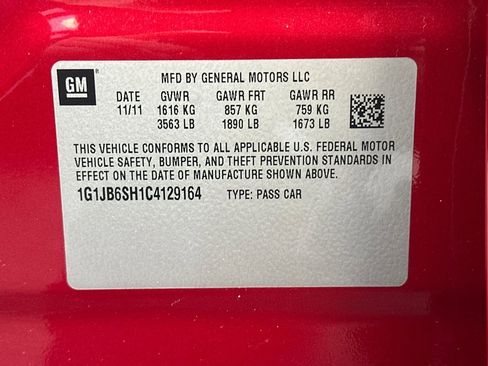 GM
MFD BY GENERAL MOTORS LLC
DATE GVWR GAWR FRT GAWR RR
11/11 1616 KG 857 KG 759 KG
3563 LB 1890 LB 1673 LB
THIS VEHICLE CONFORMS TO ALL APPLICABLE U.S. FEDERAL MOTOR
VEHICLE SAFETY, BUMPER, AND THEFT PREVENTION STANDARDS IN
EFFECT ON THE DATE OF MANUFACTURE SHOWN ABOVE.
1G1JB6SH1C4129164 TYPE: PASS CAR